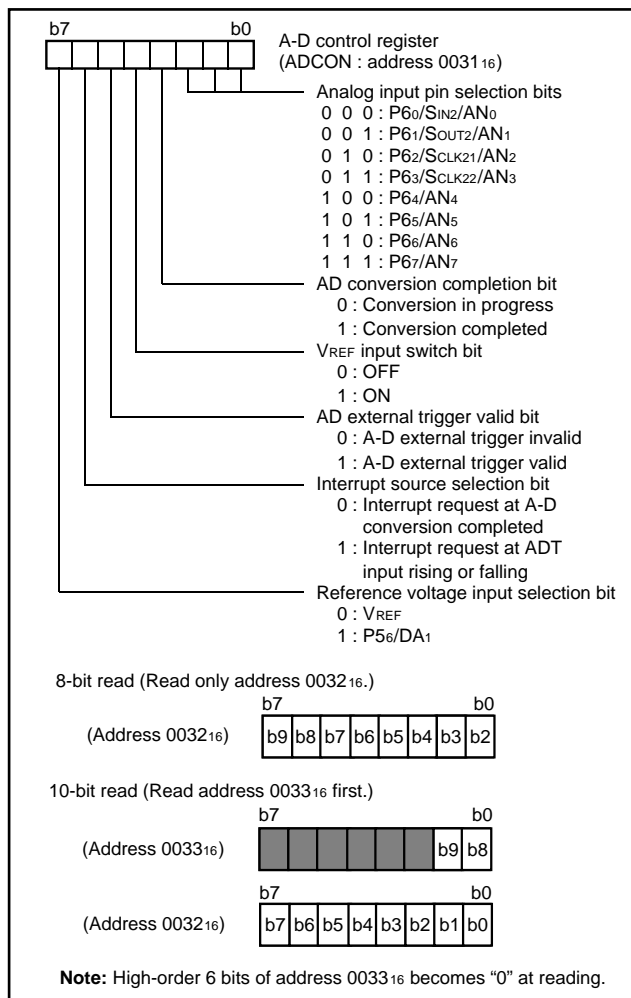 b7 b0
A-D control register
(ADCON : address 0031₁₆)
Analog input pin selection bits
0 0 0 : P6₀/SIN2/AN₀
0 0 1 : P6₁/SOUT2/AN₁
0 1 0 : P6₂/SCLK21/AN₂
0 1 1 : P6₃/SCLK22/AN₃
1 0 0 : P6₄/AN₄
1 0 1 : P6₅/AN₅
1 1 0 : P6₆/AN₆
1 1 1 : P6₇/AN₇
AD conversion completion bit
0 : Conversion in progress
1 : Conversion completed
VREF input switch bit
0 : OFF
1 : ON
AD external trigger valid bit
0 : A-D external trigger invalid
1 : A-D external trigger valid
Interrupt source selection bit
0 : Interrupt request at A-D
conversion completed
1 : Interrupt request at ADT
input rising or falling
Reference voltage input selection bit
0 : VREF
1 : P5₆/DA₁
8-bit read (Read only address 0032₁₆.)
b7 b0
(Address 0032₁₆) b9 b8 b7 b6 b5 b4 b3 b2
10-bit read (Read address 0033₁₆ first.)
b7 b0
(Address 0033₁₆) b9 b8
b7 b0
(Address 0032₁₆) b7 b6 b5 b4 b3 b2 b1 b0
Note: High-order 6 bits of address 0033₁₆ becomes “0” at reading.